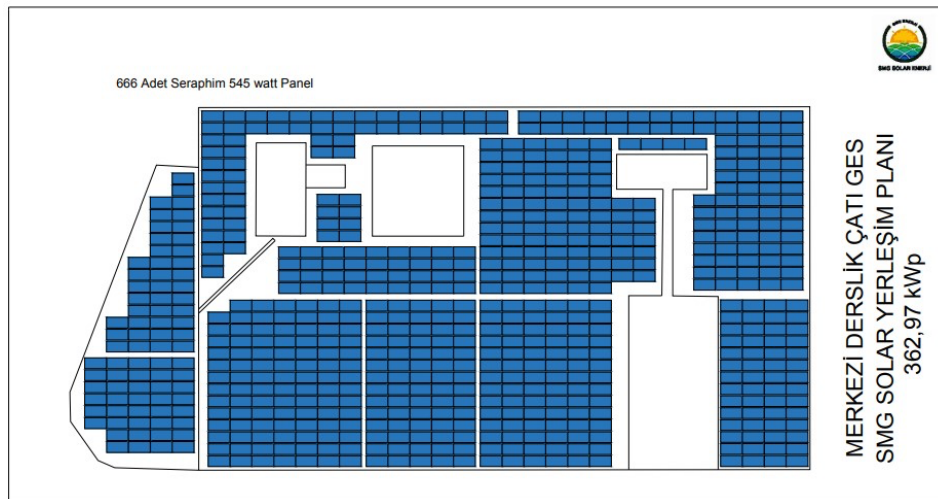 SMG SOLAR ENERJİ
666 Adet Seraphim 545 watt Panel
MERKEZİ DERSLİK ÇATI GES
SMG SOLAR YERLEŞİM PLANI
362,97 kWp